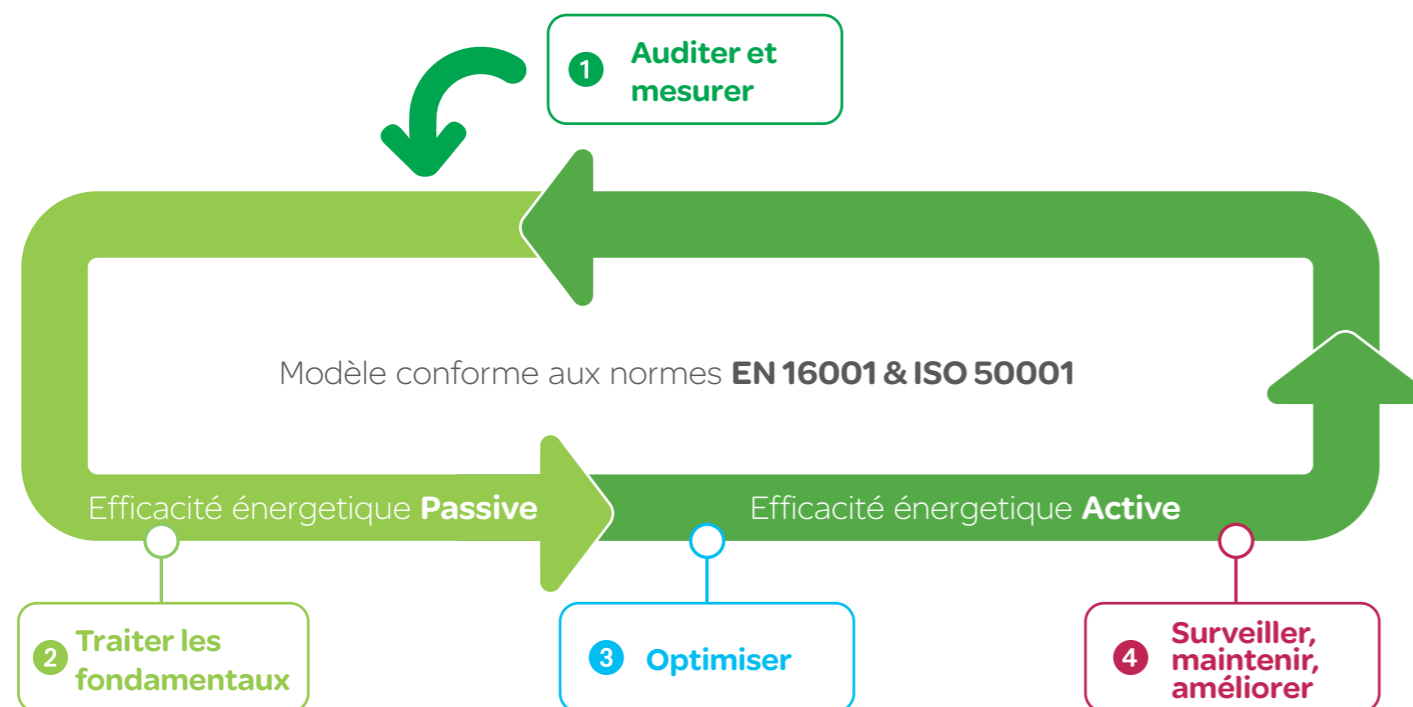 1 Auditer et
mesurer
Modèle conforme aux normes EN 16001 & ISO 50001
Efficacité énergetique Passive
Efficacité énergetique Active
2 Traiter les
fondamentaux
3 Optimiser
4 Surveiller,
maintenir,
améliorer